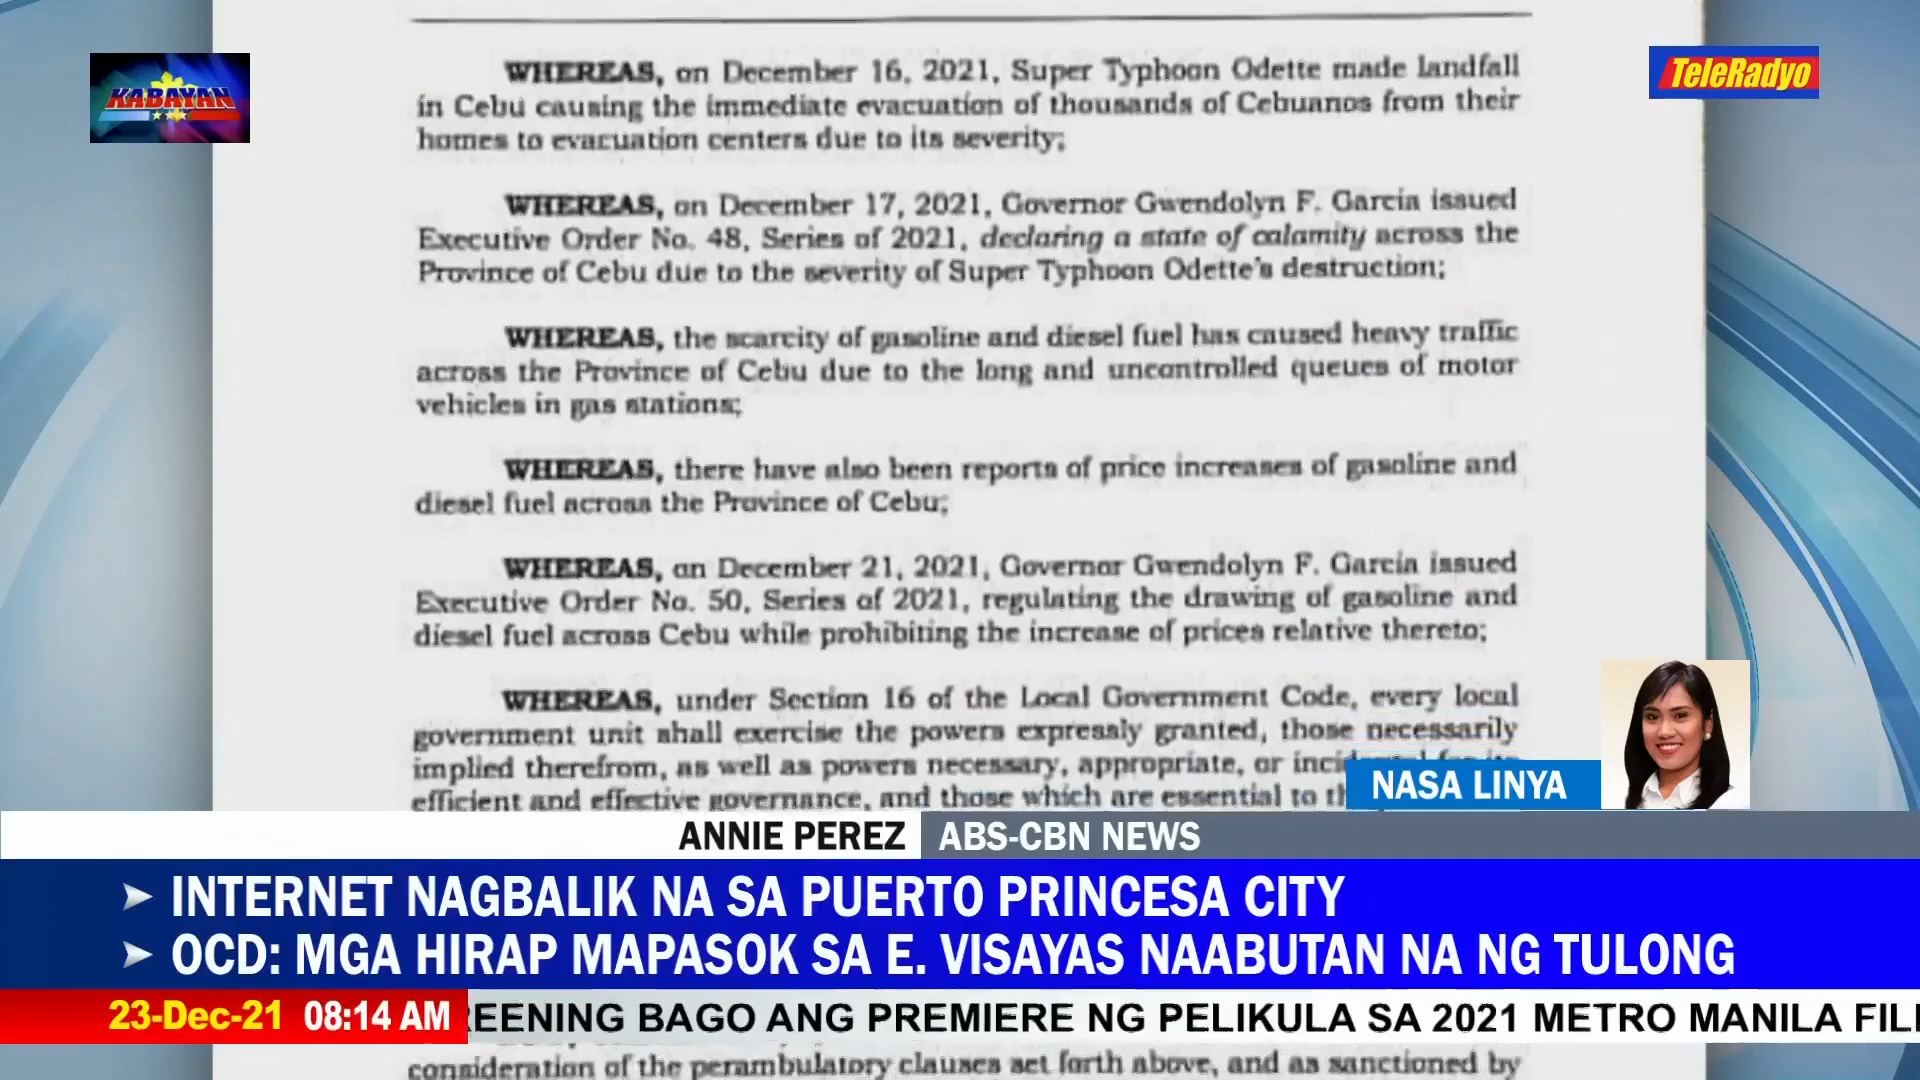 KABAYAN
TeleRadyo
WHEREAS, on December 16, 2021, Super Typhoon Odette made landfall
in Cebu causing the immediate evacuation of thousands of Cebuanos from their
homes to evacuation centers due to its severity;
WHEREAS, on December 17, 2021, Governor Gwendolyn F. Garcia issued
Executive Order No. 48, Series of 2021, declaring a state of calamity across the
Province of Cebu due to the severity of Super Typhoon Odette's destruction;
WHEREAS, the scarcity of gasoline and diesel fuel has caused heavy traffic
across the Province of Cebu due to the long and uncontrolled queues of motor
vehicles in gas stations;
WHEREAS, there have also been reports of price increases of gasoline and
diesel fuel across the Province of Cebu;
WHEREAS, on December 21, 2021, Governor Gwendolyn F. Garcia issued
Executive Order No. 50, Series of 2021, regulating the drawing of gasoline and
diesel fuel across Cebu while prohibiting the increase of prices relative thereto;
WHEREAS, under Section 16 of the Local Government Code, every local
government unit shall exercise the powers expressly granted, those necessarily
implied therefrom, as well as powers necessary, appropriate, or
efficient and effective governance, and those which are essential to
NASA LINYA
ANNIE PEREZ ABS-CBN NEWS
➤ INTERNET NAGBALIK NA SA PUERTO PRINCESA CITY
➤ OCD: MGA HIRAP MAPASOK SA E. VISAYAS NAABUTAN NA NG TULONG
23-Dec-21 08:14 AM REENING BAGO ANG PREMIERE NG PELIKULA SA 2021 METRO MANILA FIL
consideration of the perambulatory clauses set forth above, and as sanctioned by